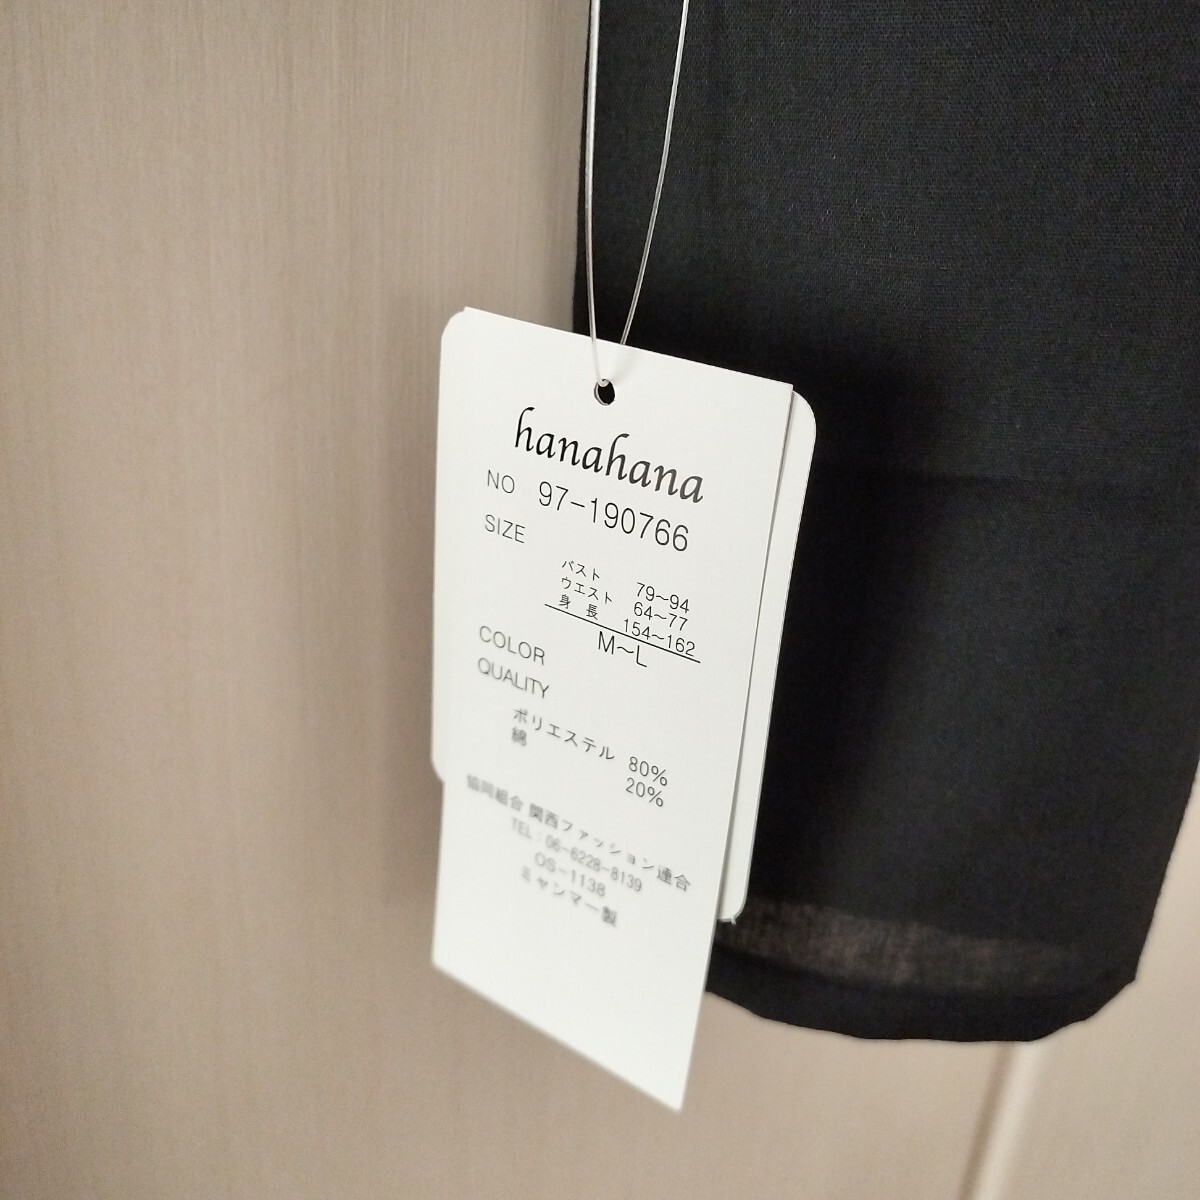 hanahana
NO 97-190766
SIZE
バスト 79～94
ウエスト 64～77
身長 154～162
M～L
COLOR
QUALITY
ポリエステル 80%
綿 20%
協同組合 関西ファッション連合
TEL：06-6228-8139
OS-1138
ミャンマー製